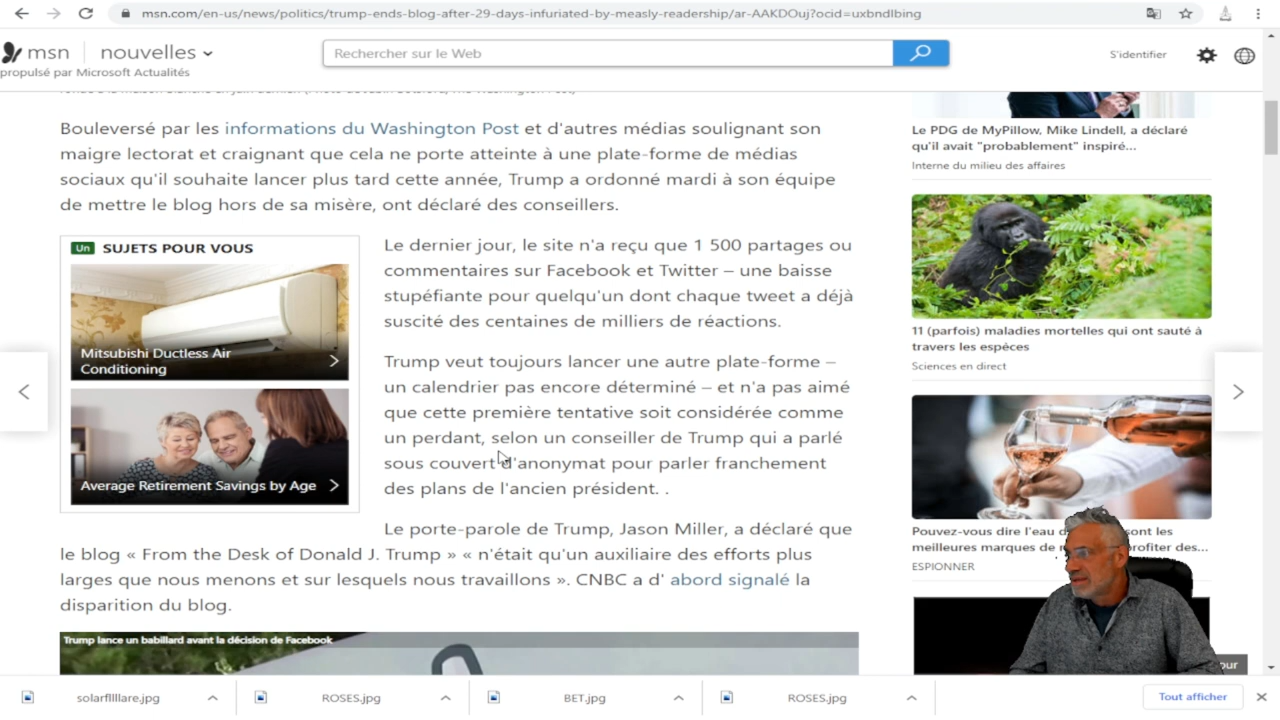 msn.com/en-us/news/politics/trump-ends-blog-after-29-days-infuriated-by-measly-readership/ar-AAKDOuj?ocid=uxbndlbing
msn nouvelles
propulsé par Microsoft Actualités
Rechercher sur le Web
S'identifier
Bouleversé par les informations du Washington Post et d'autres médias soulignant son
maigre lectorat et craignant que cela ne porte atteinte à une plate-forme de médias
sociaux qu'il souhaite lancer plus tard cette année, Trump a ordonné mardi à son équipe
de mettre le blog hors de sa misère, ont déclaré des conseillers.
Un SUJETS POUR VOUS
Mitsubishi Ductless Air
Conditioning
Average Retirement Savings by Age
Le dernier jour, le site n'a reçu que 1 500 partages ou
commentaires sur Facebook et Twitter – une baisse
stupéfiante pour quelqu'un dont chaque tweet a déjà
suscité des centaines de milliers de réactions.
Trump veut toujours lancer une autre plate-forme –
un calendrier pas encore déterminé – et n'a pas aimé
que cette première tentative soit considérée comme
un perdant, selon un conseiller de Trump qui a parlé
sous couvert d'anonymat pour parler franchement
des plans de l'ancien président. .
Le porte-parole de Trump, Jason Miller, a déclaré que
le blog « From the Desk of Donald J. Trump » « n'était qu'un auxiliaire des efforts plus
larges que nous menons et sur lesquels nous travaillons ». CNBC a d' abord signalé la
disparition du blog.
Trump lance un babillard avant la décision de Facebook
Le PDG de MyPillow, Mike Lindell, a déclaré
qu'il avait "probablement" inspiré...
Interne du milieu des affaires
11 (parfois) maladies mortelles qui ont sauté à
travers les espèces
Sciences en direct
Pouvez-vous dire l'eau de sont les
meilleures marques de profiter des...
ESPIONNER
our
solarfllllare.jpg
ROSES.jpg
BET.jpg
ROSES.jpg
Tout afficher